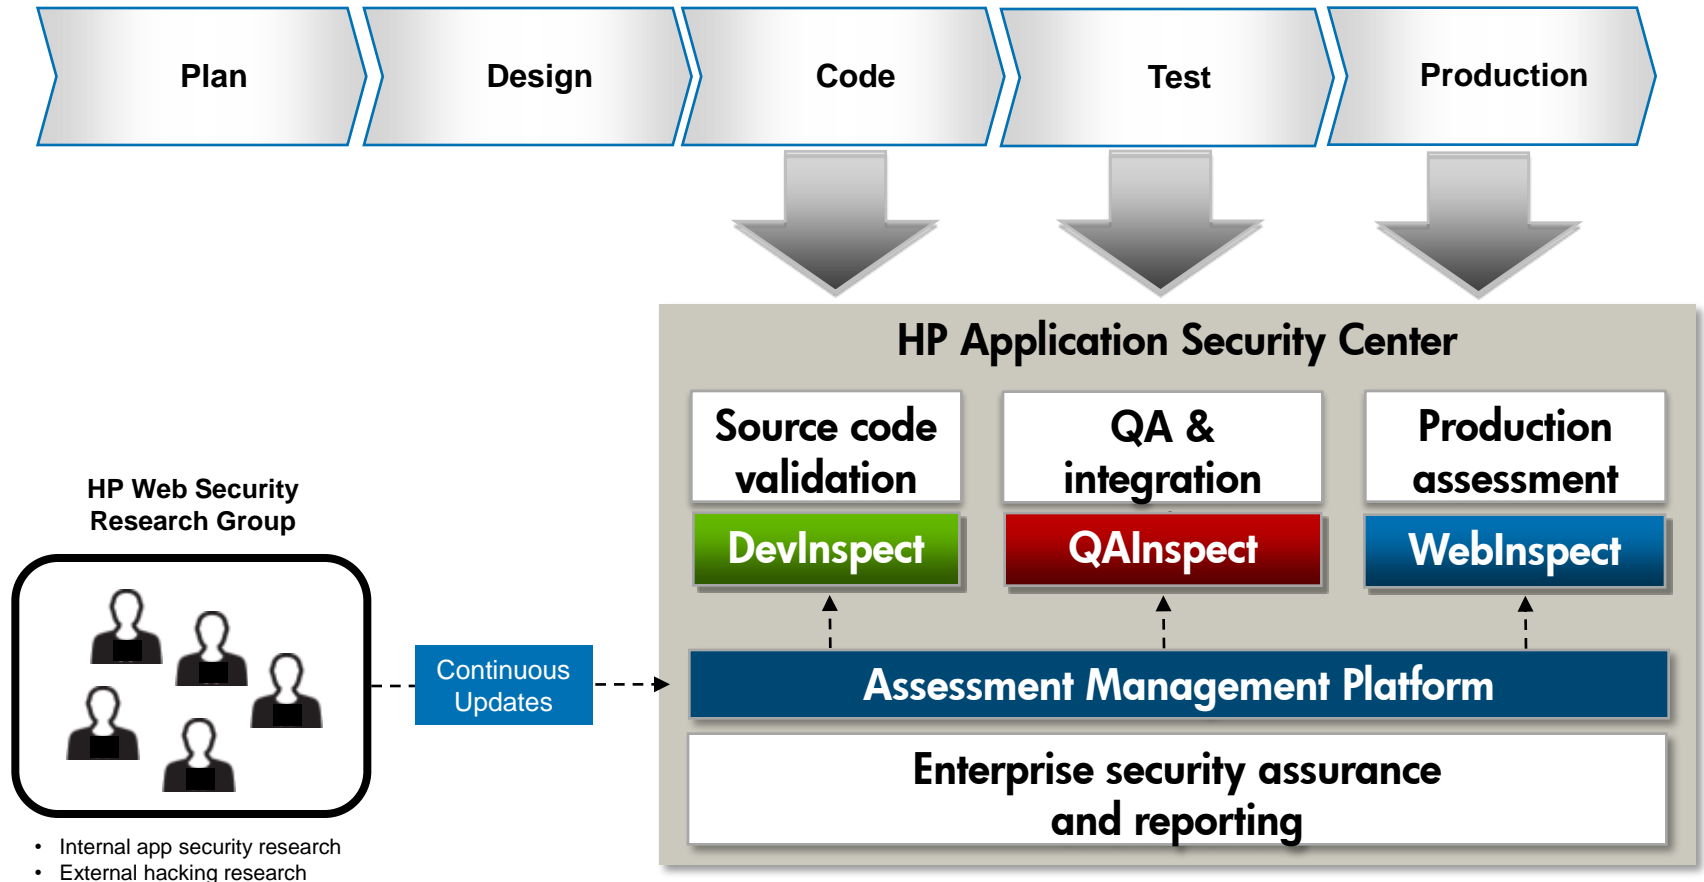 Plan
Design
Code
Test
Production
HP Application Security Center
Source code
validation
QA &
integration
Production
assessment
DevInspect
QAInspect
WebInspect
HP Web Security
Research Group
Continuous
Updates
Assessment Management Platform
Enterprise security assurance
and reporting
• Internal app security research
• External hacking research